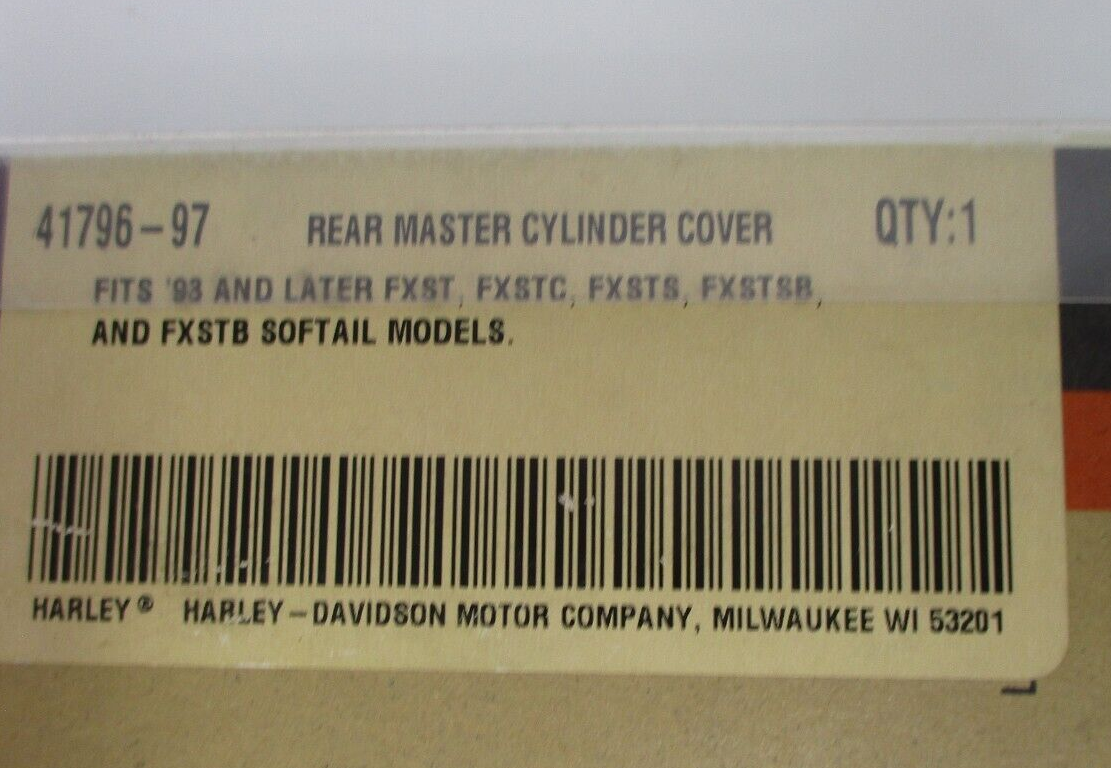 41796-97 REAR MASTER CYLINDER COVER QTY:1
FITS '93 AND LATER FXST, FXSTC, FXSTS, FXSTSB,
AND FXSTB SOFTAIL MODELS.
HARLEY® HARLEY-DAVIDSON MOTOR COMPANY, MILWAUKEE WI 53201